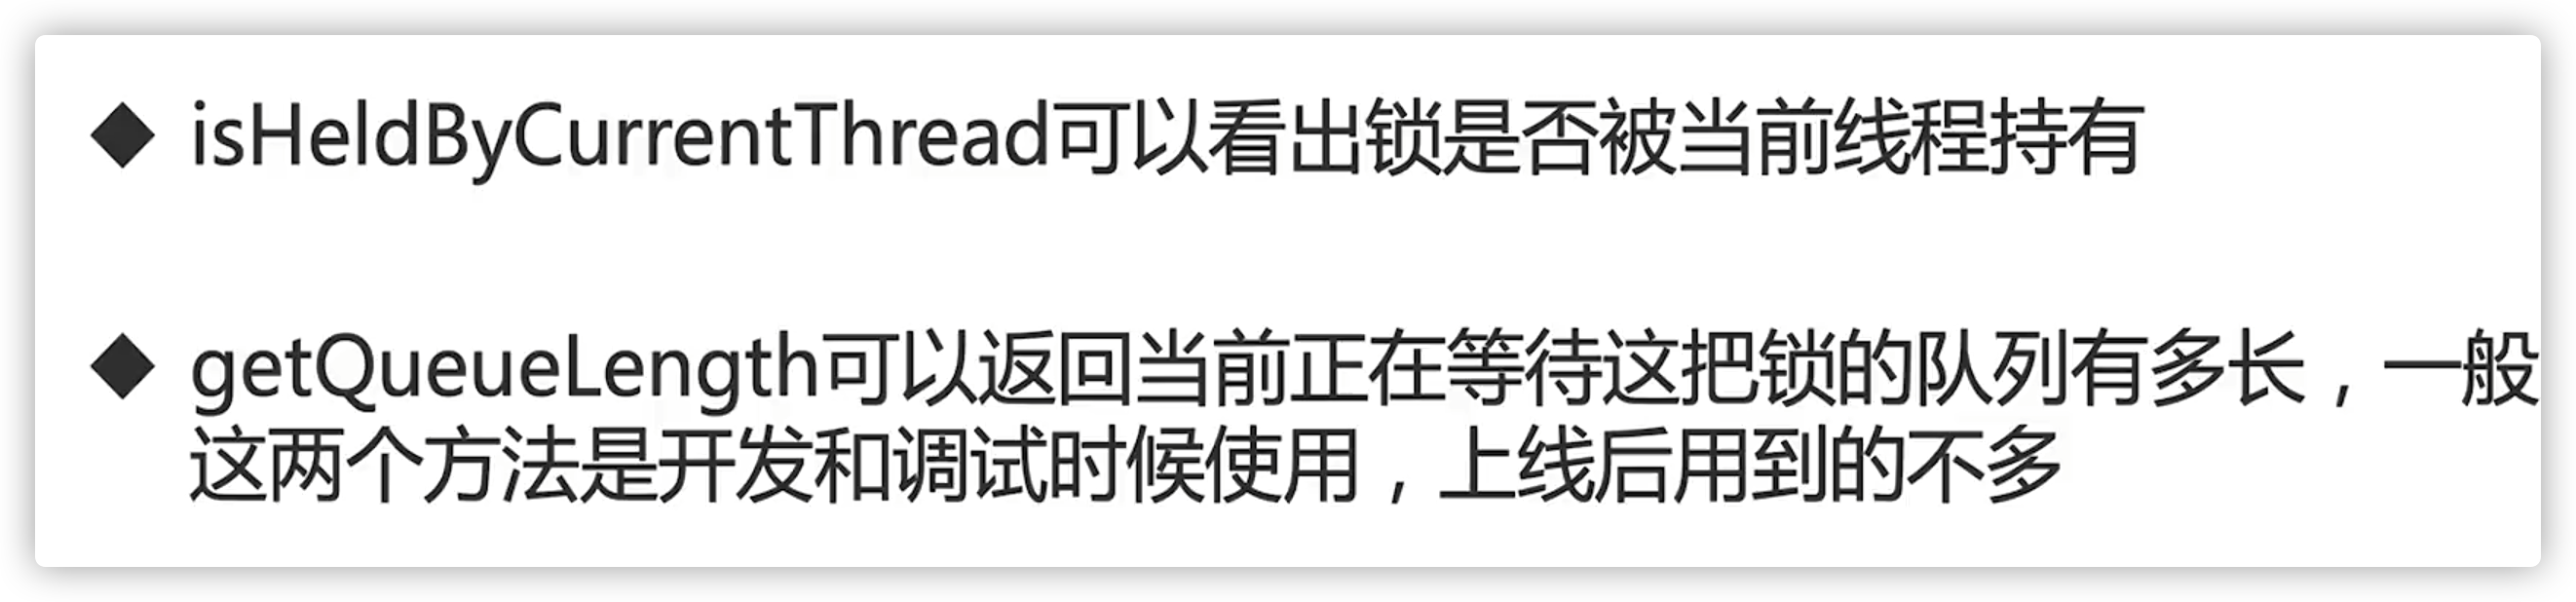 ◆ isHeldByCurrentThread可以看出锁是否被当前线程持有
◆ getQueueLength可以返回当前正在等待这把锁的队列有多长，一般
这两个方法是开发和调试时候使用，上线后用到的不多